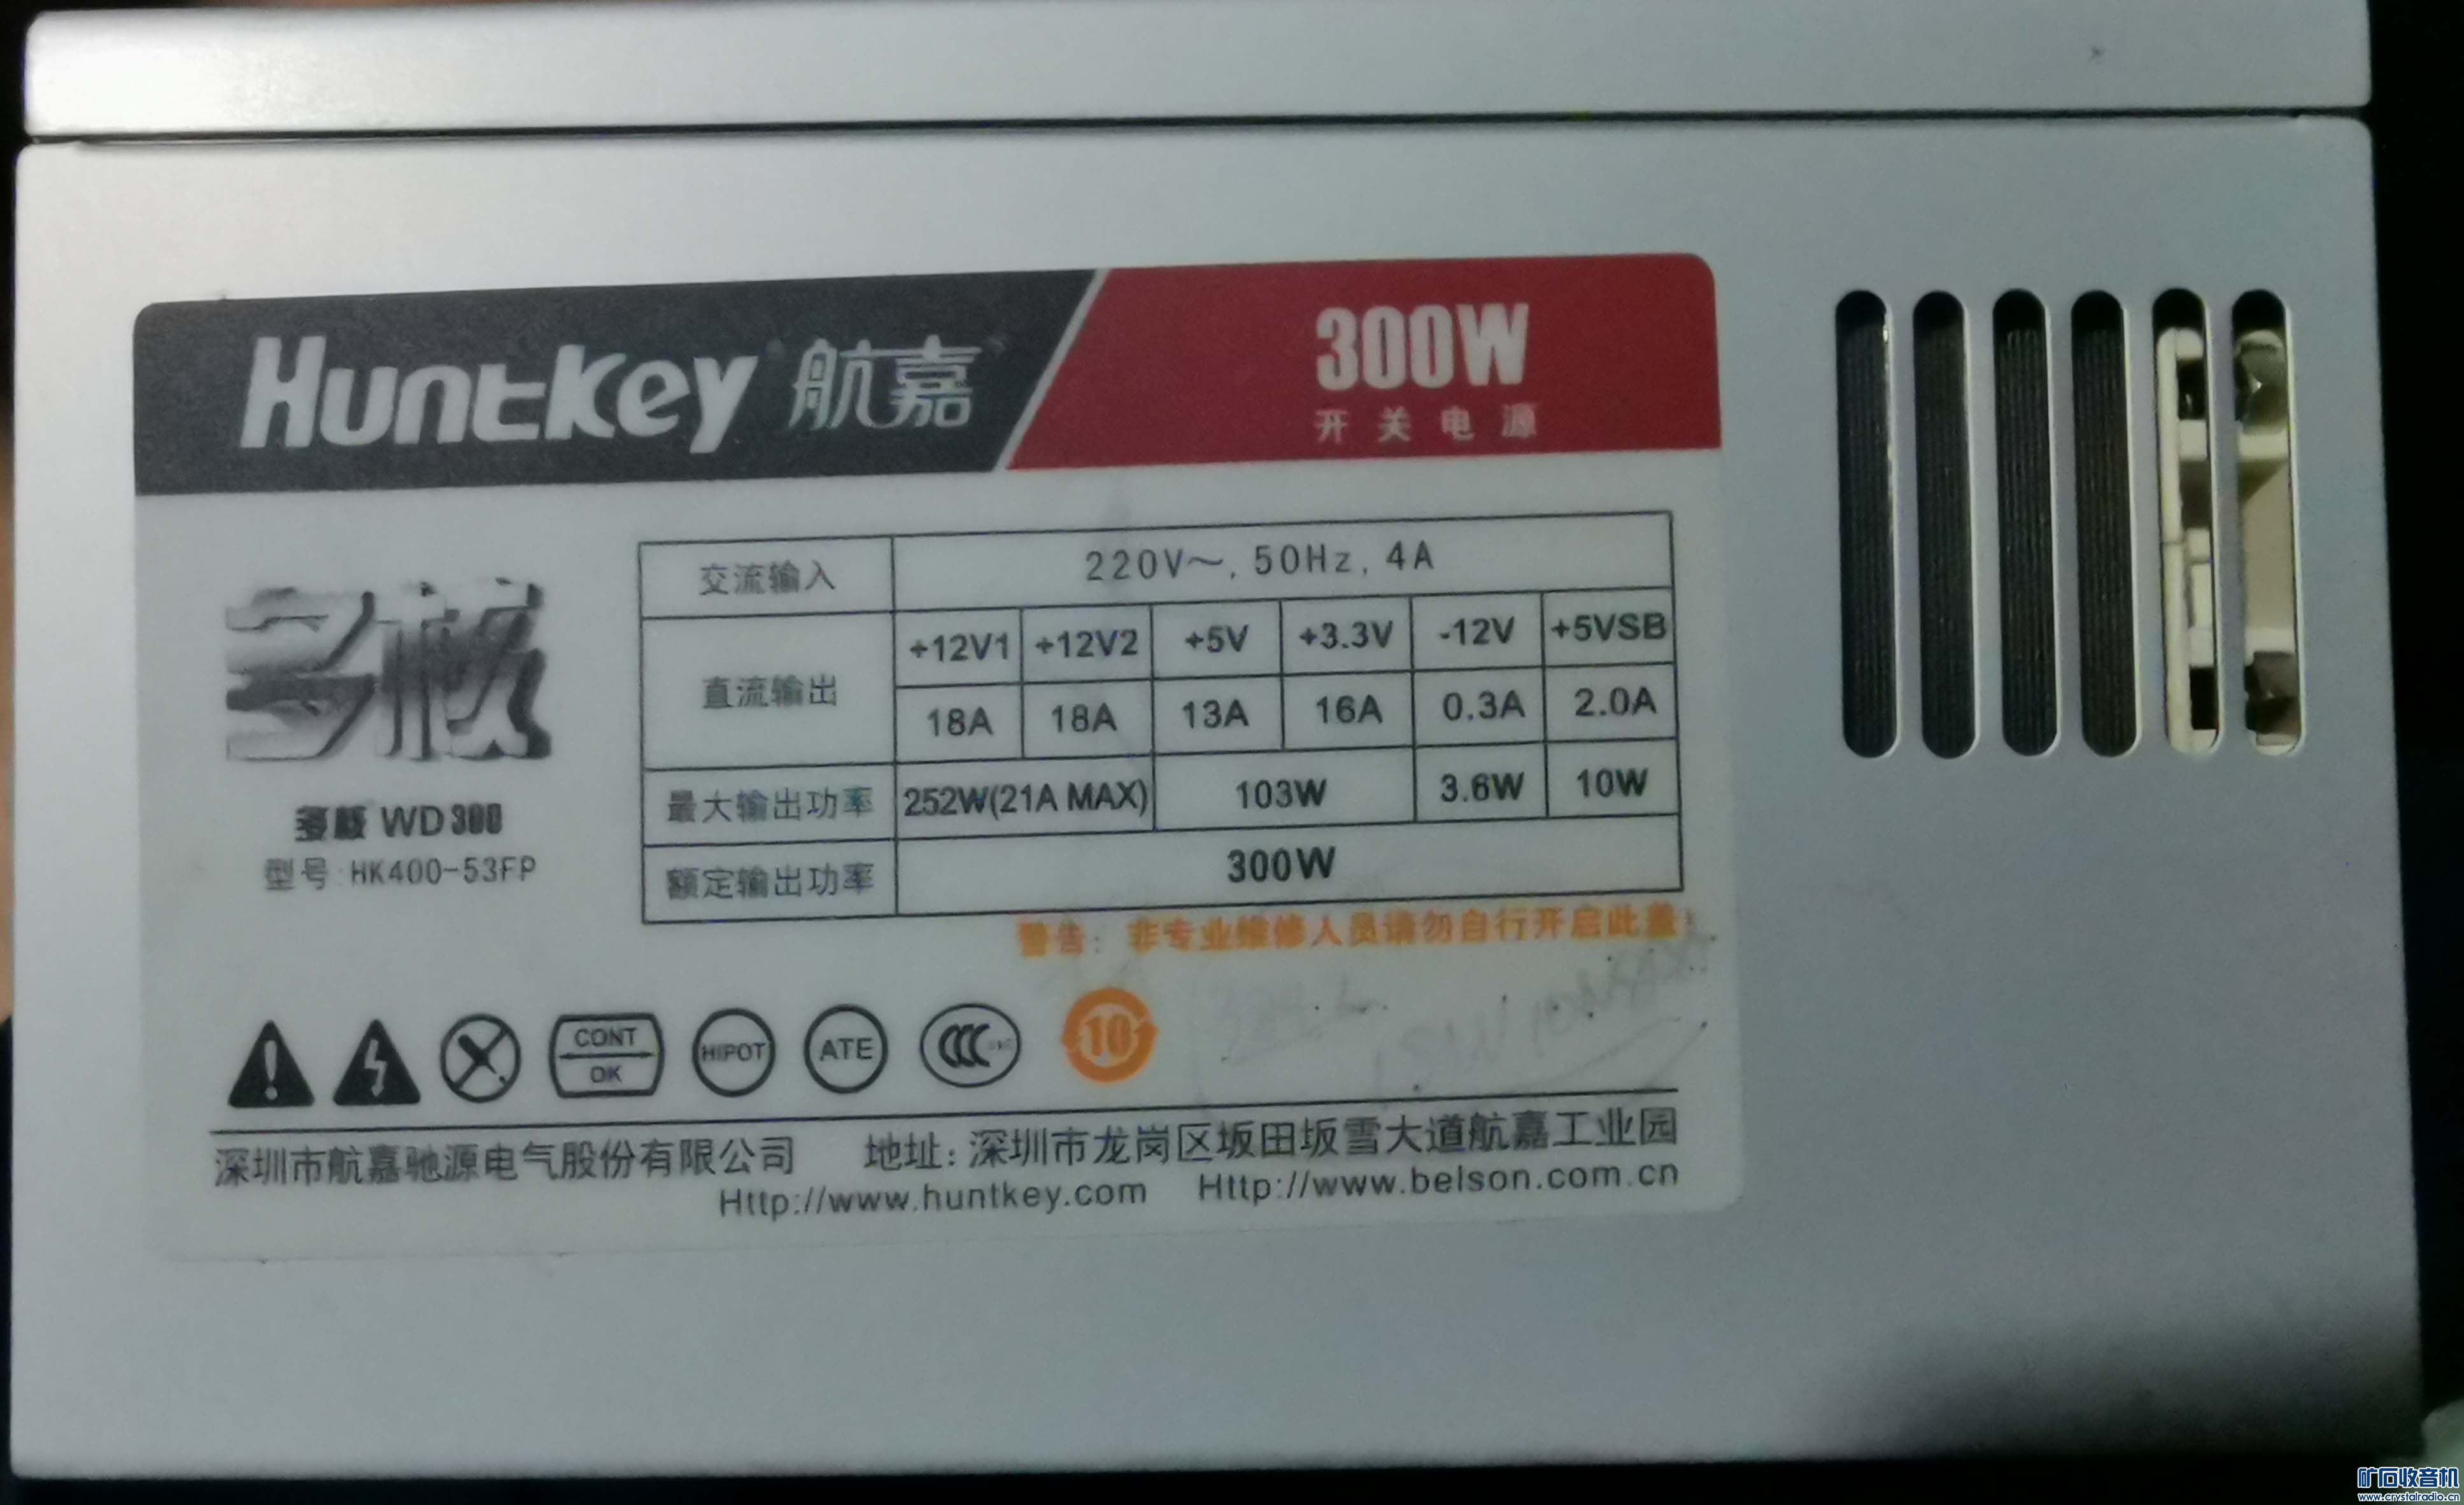 Huntkey 航嘉
300W
开关电源
多核
多核 WD300
型号:HK400-53FP
交流输入 220V～, 50Hz, 4A
直流输出 +12V1 +12V2 +5V +3.3V -12V +5VSB
18A 18A 13A 16A 0.3A 2.0A
最大输出功率 252W(21A MAX) 103W 3.6W 10W
额定输出功率 300W
警告：非专业维修人员请勿自行开启此盖!
CONT
OK
HIPOT
ATE
CCC
10
深圳市航嘉驰源电气股份有限公司 地址：深圳市龙岗区坂田坂雪大道航嘉工业园
Http://www.huntkey.com Http://www.belson.com.cn
矿石收音机
www.crystalradio.cn